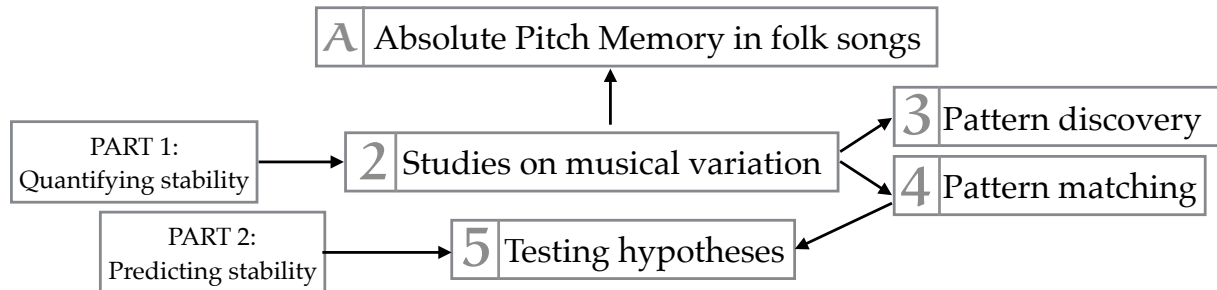 A Absolute Pitch Memory in folk songs
3 Pattern discovery
PART 1:
Quantifying stability
2 Studies on musical variation
4 Pattern matching
PART 2:
Predicting stability
5 Testing hypotheses